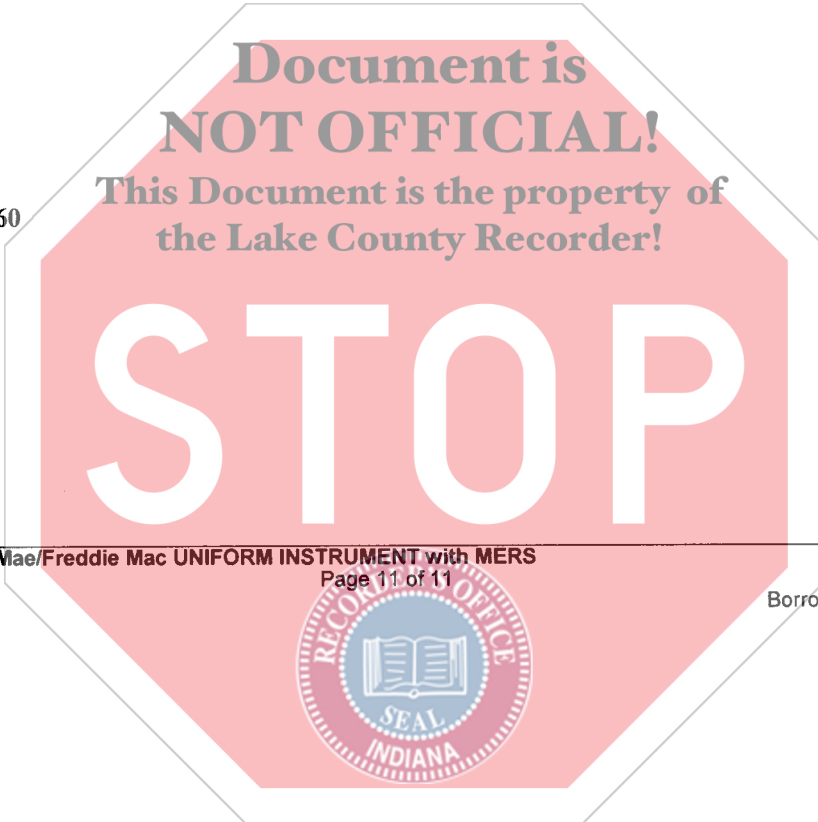 Document is
NOT OFFICIAL!
This Document is the property of
60
the Lake County Recorder!
STOP
Mae/Freddie Mac UNIFORM INSTRUMENT with MERS
Page 11 of 11
Borro
RECORDER'S OFFICE
SEAL
INDIANA